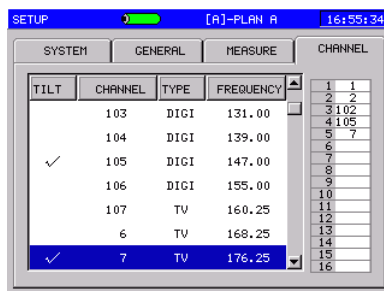 SETUP [A]-PLAN A 16:55:34
SYSTEM GENERAL MEASURE CHANNEL
TILT CHANNEL TYPE FREQUENCY
103 DIGI 131.00
104 DIGI 139.00
✓ 105 DIGI 147.00
106 DIGI 155.00
107 TV 160.25
6 TV 168.25
✓ 7 TV 176.25
1 1
2 2
3 102
4 105
5 7
6
7
8
9
10
11
12
13
14
15
16